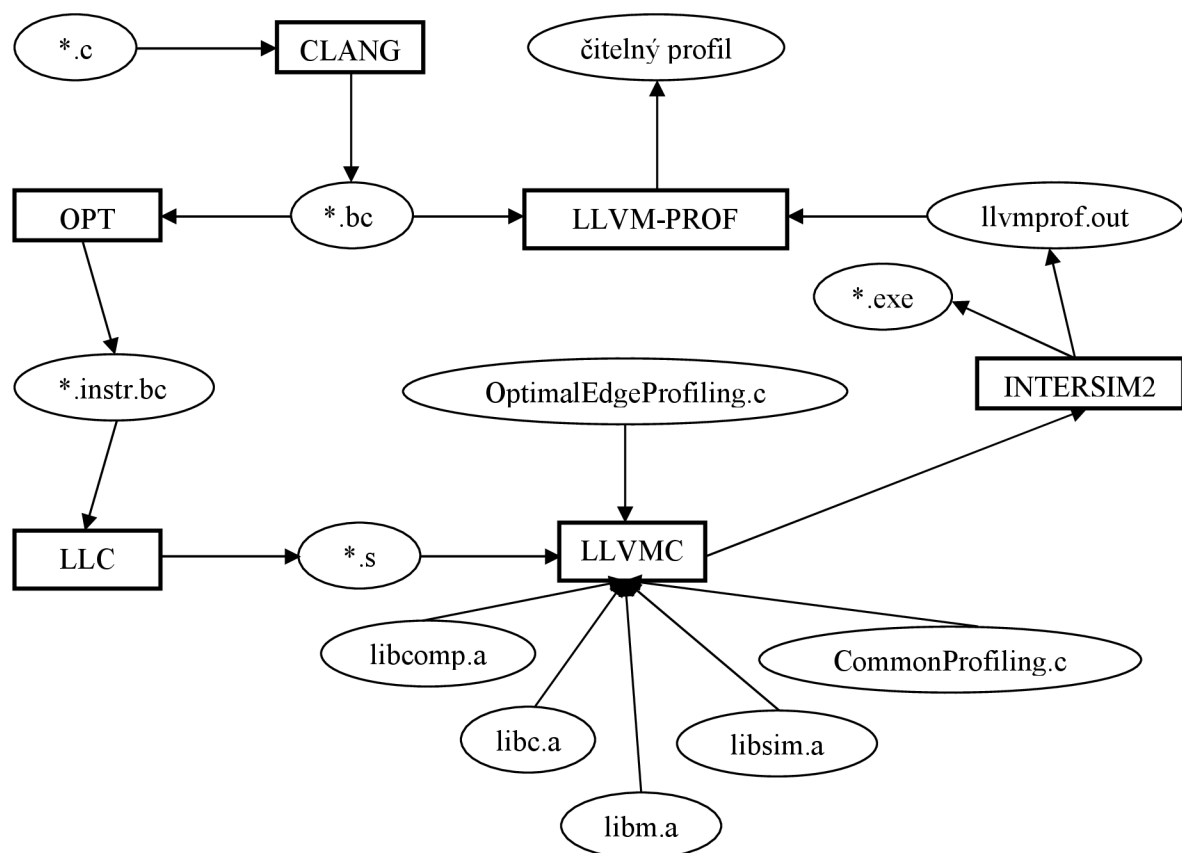 *.c
CLANG
čitelný profil
OPT
*.bc
LLVM-PROF
llvmprof.out
*.exe
*.instr.bc
OptimalEdgeProfiling.c
INTERSIM2
LLC
*.s
LLVMC
libcomp.a
CommonProfiling.c
libc.a
libsim.a
libm.a